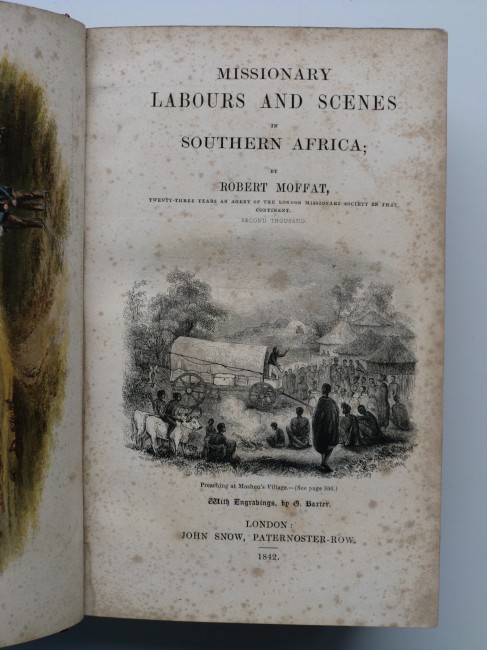 MISSIONARY
LABOURS AND SCENES
IN
SOUTHERN AFRICA;
BY
ROBERT MOFFAT,
TWENTY-THREE YEARS AN AGENT OF THE LONDON MISSIONARY SOCIETY IN THAT
CONTINENT.
SECOND THOUSAND.
Preaching at Mosheu's Village.—(See page 596.)
With Engravings, by G. Baxter.
LONDON:
JOHN SNOW, PATERNOSTER-ROW.
1842.